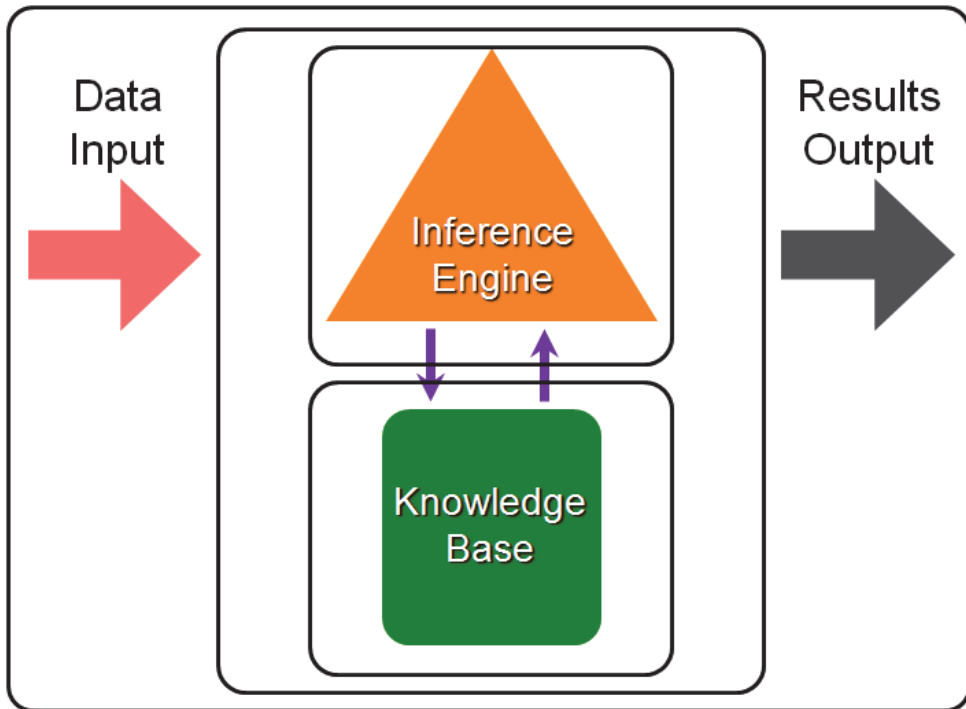 Data
Input
Inference
Engine
Knowledge
Base
Results
Output